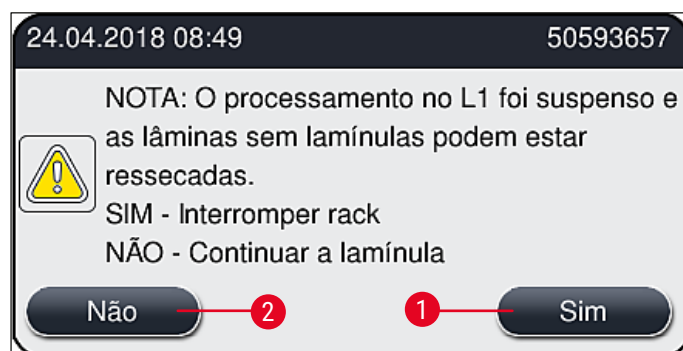 24.04.2018 08:49 50593657
NOTA: O processamento no L1 foi suspenso e
as lâminas sem lamínulas podem estar
ressecadas.
SIM - Interromper rack
NÃO - Continuar a lamínula
Não 2 1 Sim